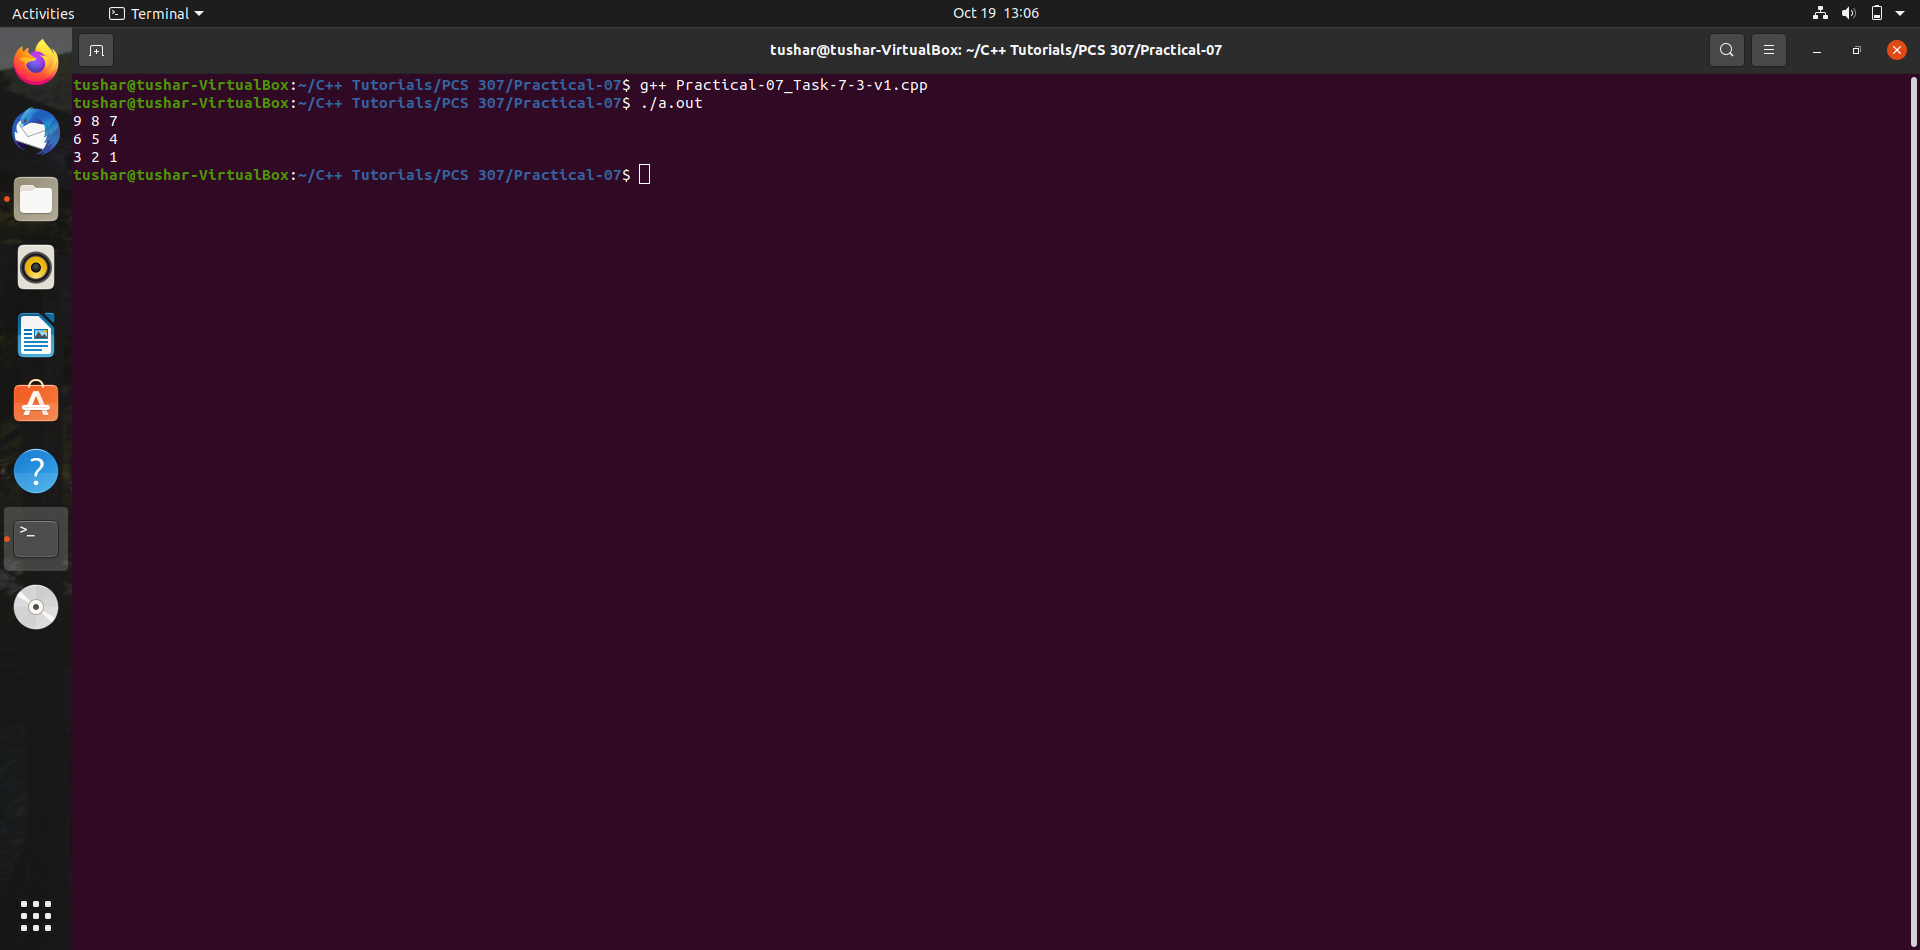 Activities
Terminal
Oct 19 13:06
tushar@tushar-VirtualBox: ~/C++ Tutorials/PCS 307/Practical-07
tushar@tushar-VirtualBox:~/C++ Tutorials/PCS 307/Practical-07$ g++ Practical-07_Task-7-3-v1.cpp
tushar@tushar-VirtualBox:~/C++ Tutorials/PCS 307/Practical-07$ ./a.out
9 8 7
6 5 4
3 2 1
tushar@tushar-VirtualBox:~/C++ Tutorials/PCS 307/Practical-07$